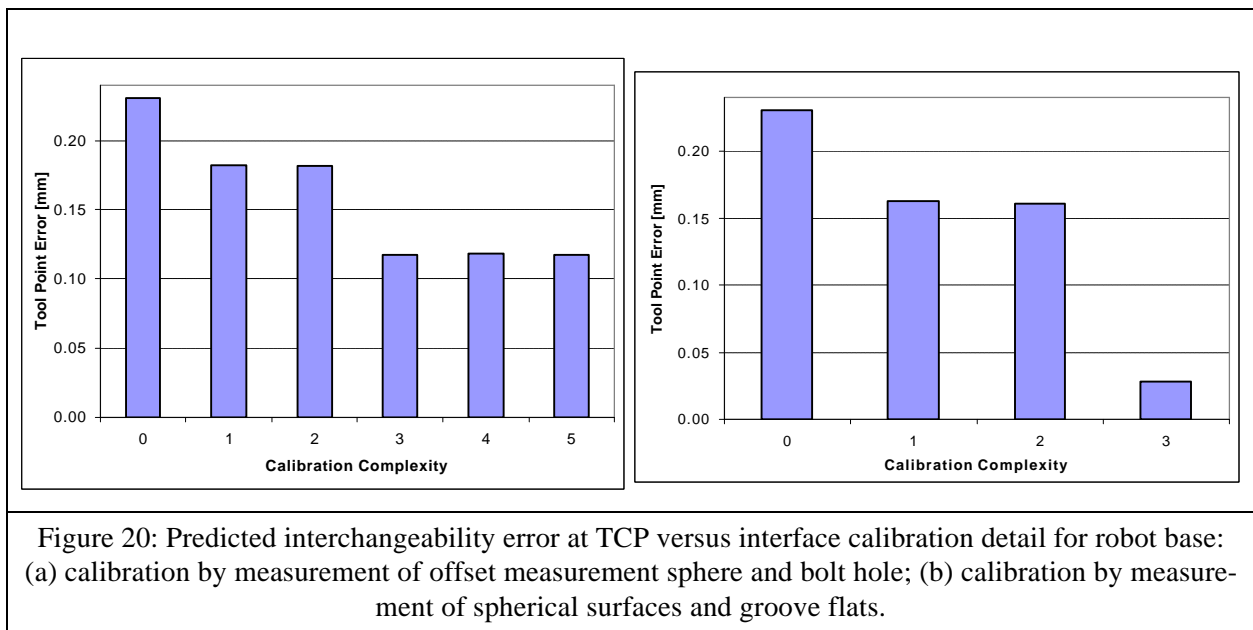 0.20
0.15
0.10
0.05
0.00
Tool Point Error [mm]
0 1 2 3 4 5
Calibration Complexity
0.20
0.15
0.10
0.05
0.00
Tool Point Error [mm]
0 1 2 3
Calibration Complexity
Figure 20: Predicted interchangeability error at TCP versus interface calibration detail for robot base:
(a) calibration by measurement of offset measurement sphere and bolt hole; (b) calibration by measure-
ment of spherical surfaces and groove flats.